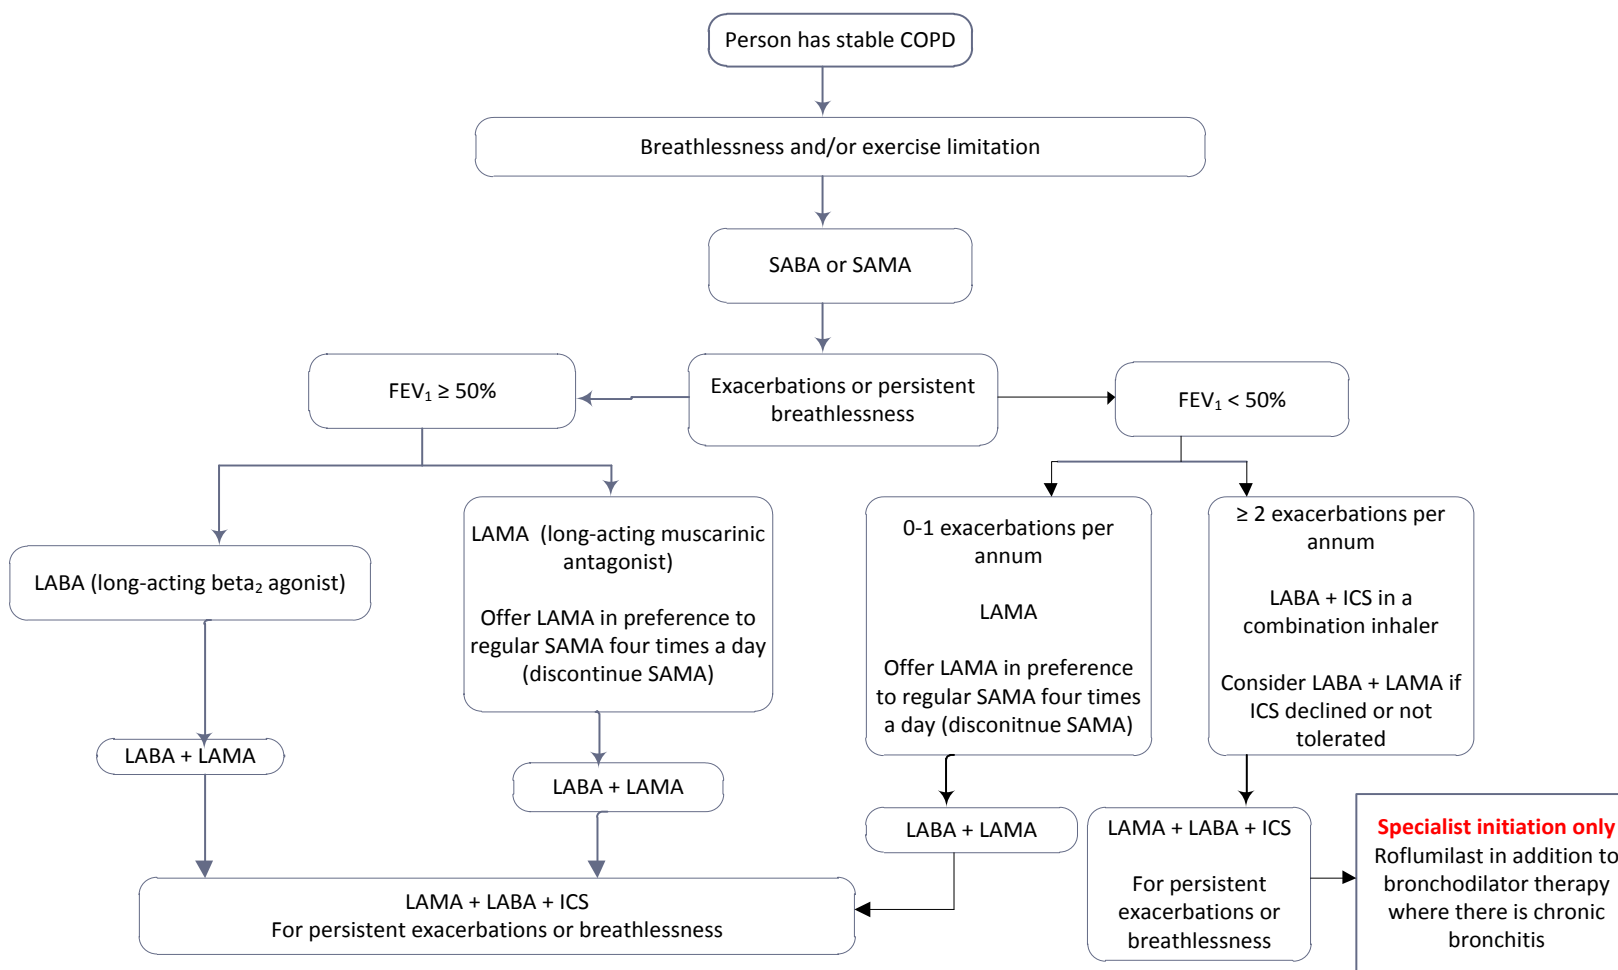 Person has stable COPD
Breathlessness and/or exercise limitation
SABA or SAMA
Exacerbations or persistent
breathlessness
FEV₁ ≥ 50%
FEV₁ < 50%
LABA (long-acting beta₂ agonist)
LAMA (long-acting muscarinic
antagonist)
Offer LAMA in preference to
regular SAMA four times a day
(discontinue SAMA)
0-1 exacerbations per
annum
LAMA
Offer LAMA in preference
to regular SAMA four times
a day (disconitnue SAMA)
≥ 2 exacerbations per
annum
LABA + ICS in a
combination inhaler
Consider LABA + LAMA if
ICS declined or not
tolerated
LABA + LAMA
LABA + LAMA
LABA + LAMA
LAMA + LABA + ICS
For persistent exacerbations or breathlessness
LAMA + LABA + ICS
For persistent
exacerbations or
breathlessness
Specialist initiation only
Roflumilast in addition to
bronchodilator therapy
where there is chronic
bronchitis